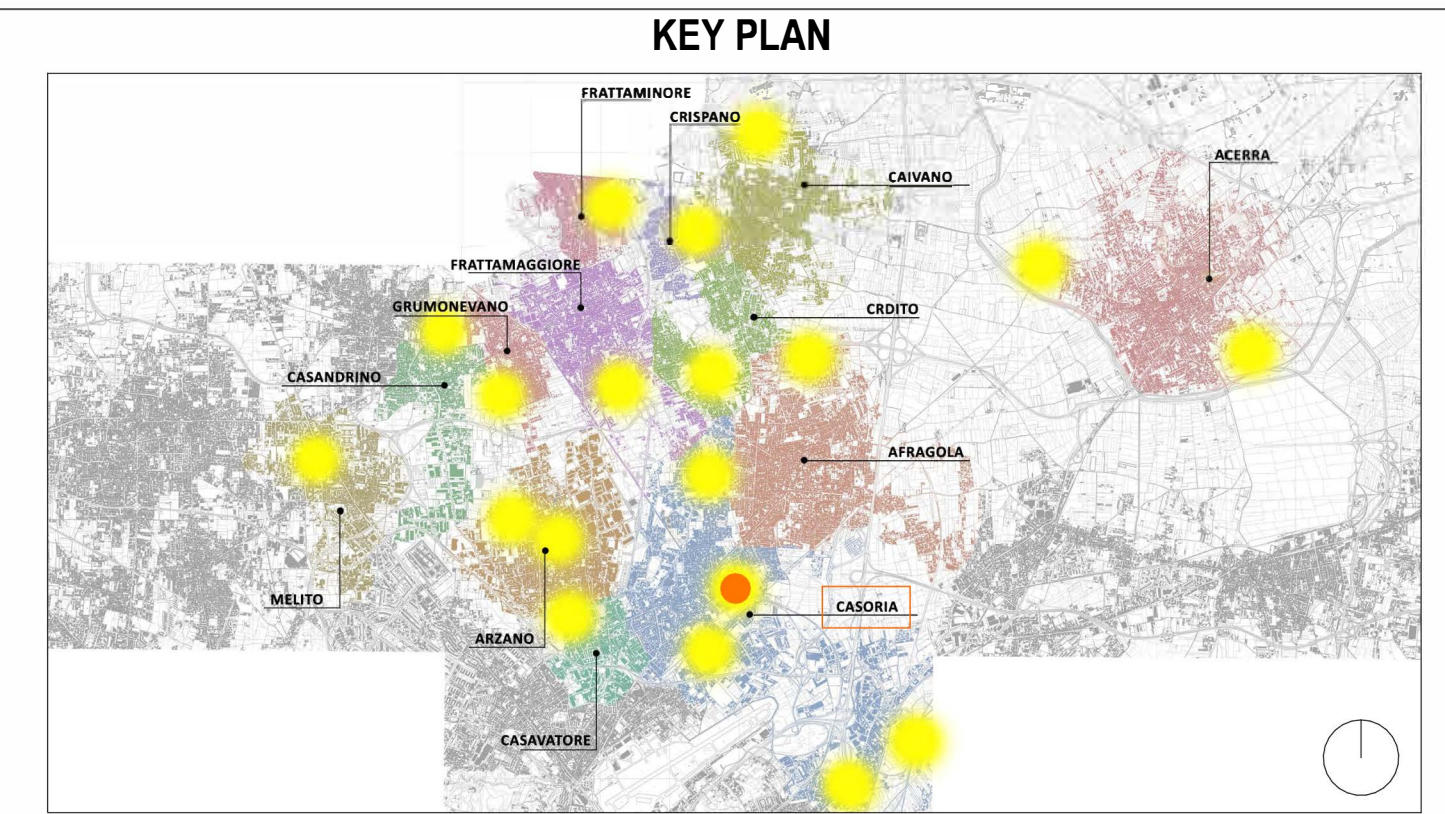 KEY PLAN
FRATTAMINORE
CRISPANO
ACERRA
CAIVANO
FRATTAMAGGIORE
GRUMONEVANO
CRDITO
CASANDRINO
AFRAGOLA
MELITO
CASORIA
ARZANO
CASAVATORE